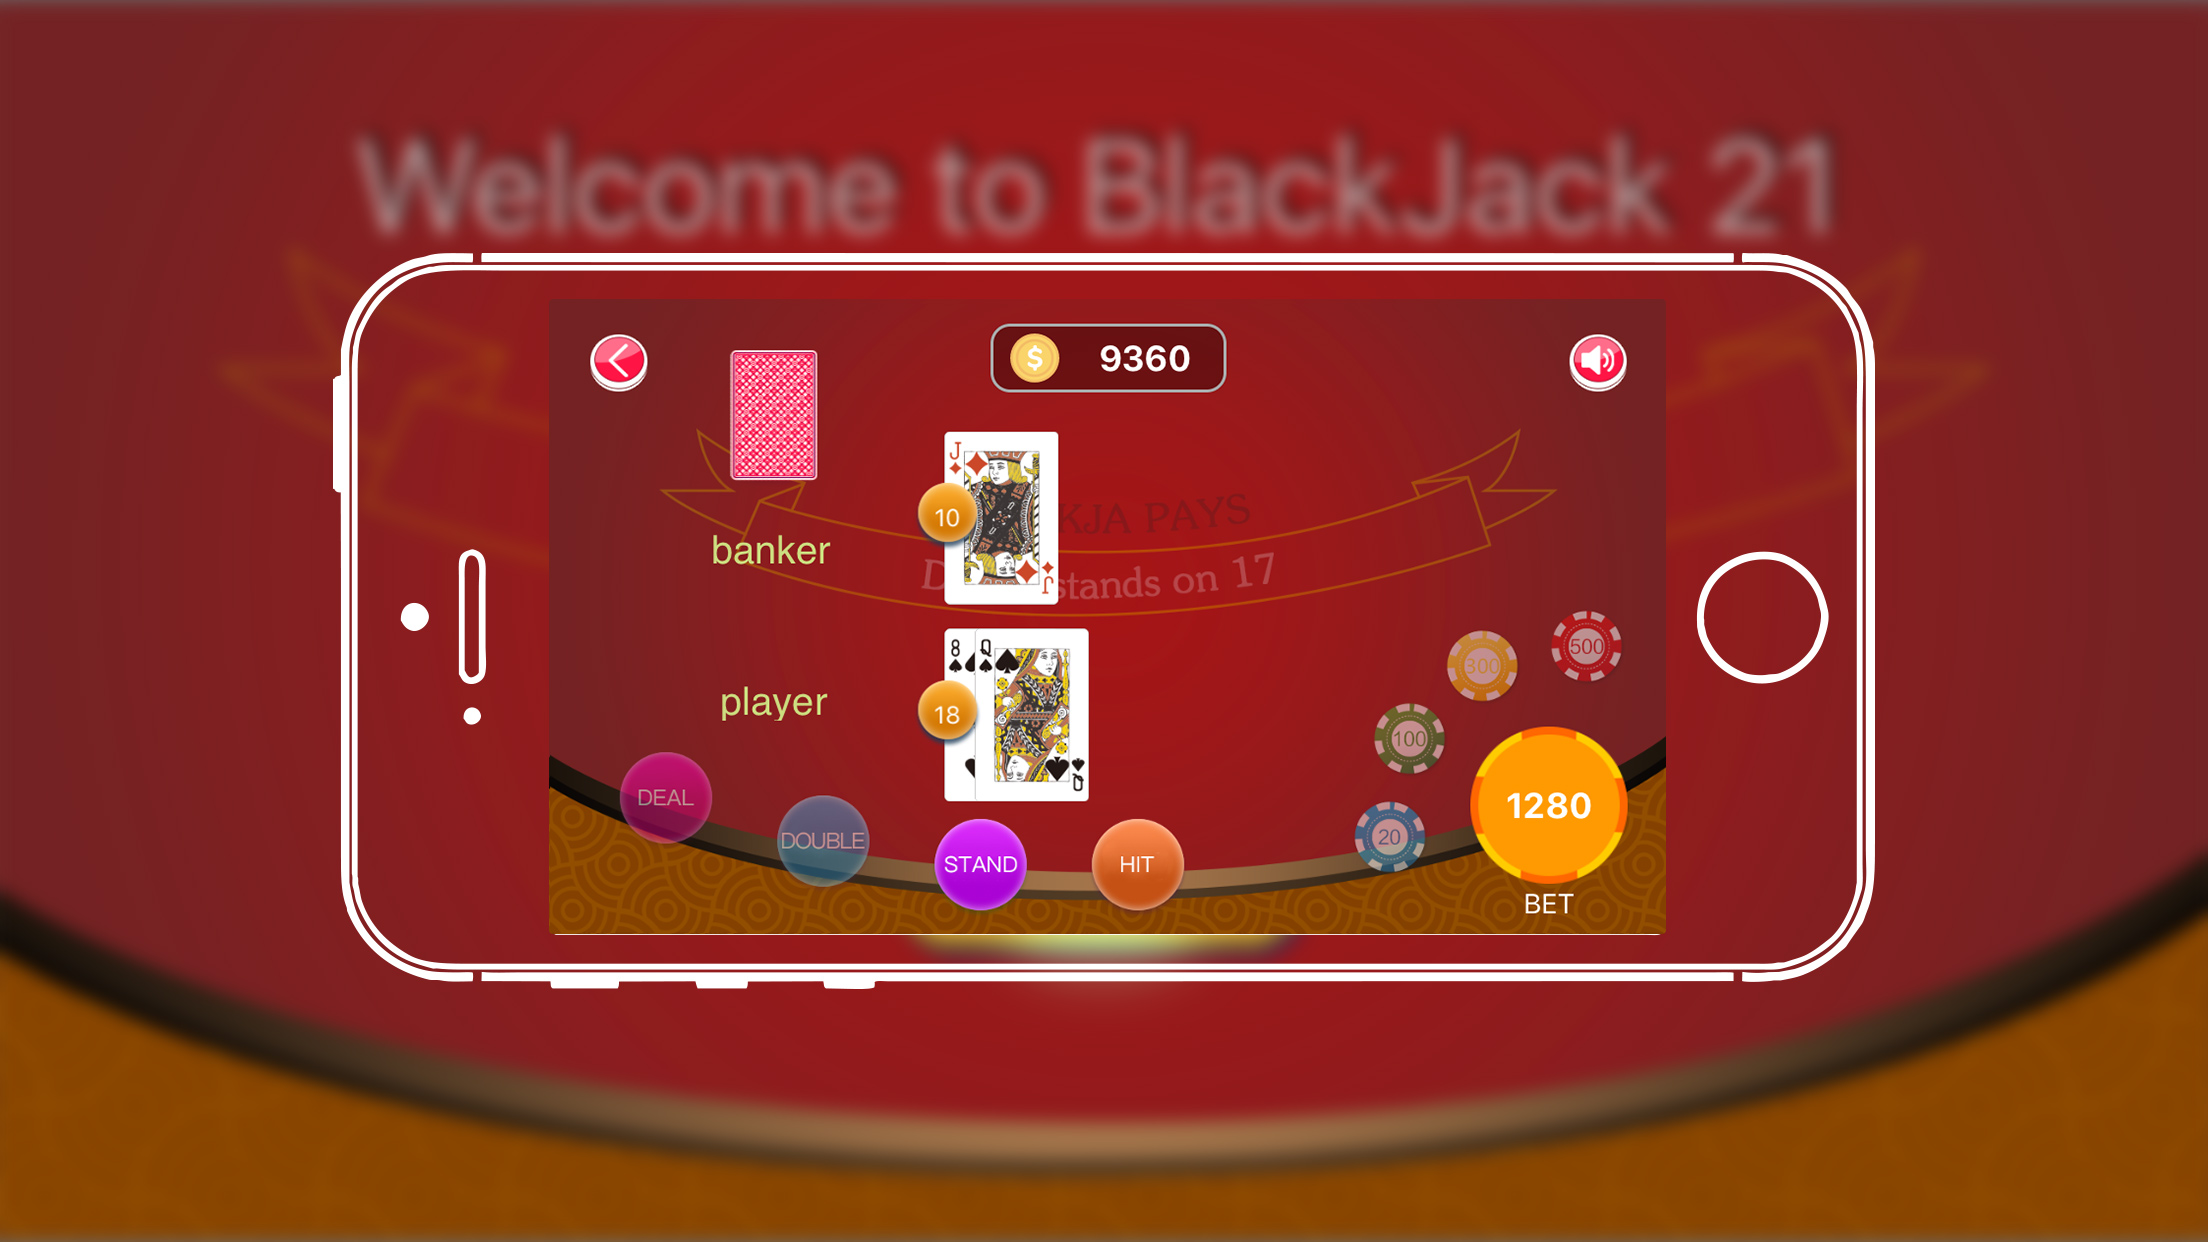 Welcome to BlackJack 21
9360
J
10
KJA PAYS
banker
stands on 17
J
8 Q
18
player
Q
500
300
100
20
1280
BET
DEAL
DOUBLE
STAND
HIT